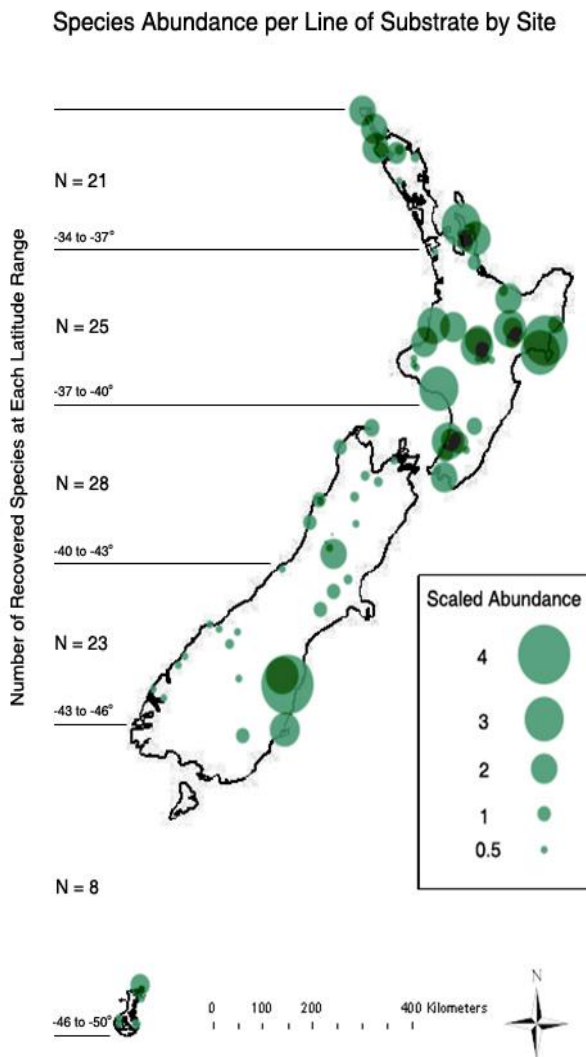 Species Abundance per Line of Substrate by Site
Number of Recovered Species at Each Latitude Range
N = 21
-34 to -37°
N = 25
-37 to -40°
N = 28
-40 to -43°
N = 23
-43 to -46°
N = 8
-46 to -50°
Scaled Abundance
4
3
2
1
0.5
0 100 200 400 Kilometers
N